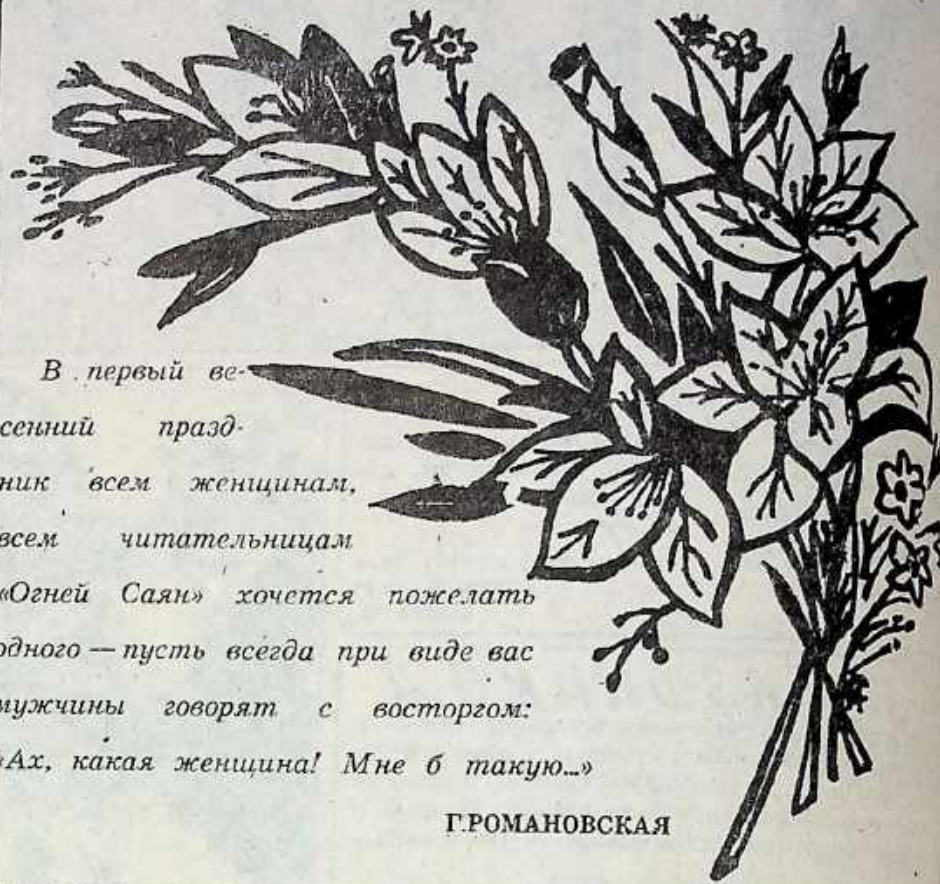 В первый ве-
сенний празд-
ник всем женщинам,
всем читательницам
«Огней Саян» хочется пожелать
одного — пусть всегда при виде вас
мужчины говорят с восторгом:
«Ах, какая женщина! Мне б такую...»
Г.РОМАНОВСКАЯ